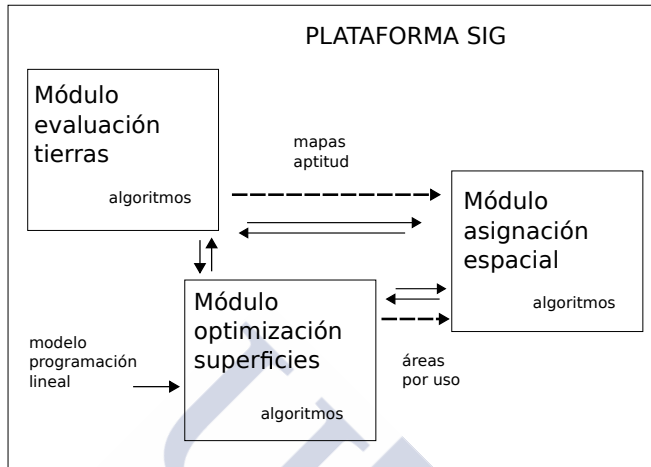 PLATAFORMA SIG
Módulo
evaluación
tierras
algoritmos
mapas
aptitud
Módulo
asignación
espacial
algoritmos
Módulo
optimización
superficies
algoritmos
modelo
programación
lineal
áreas
por uso